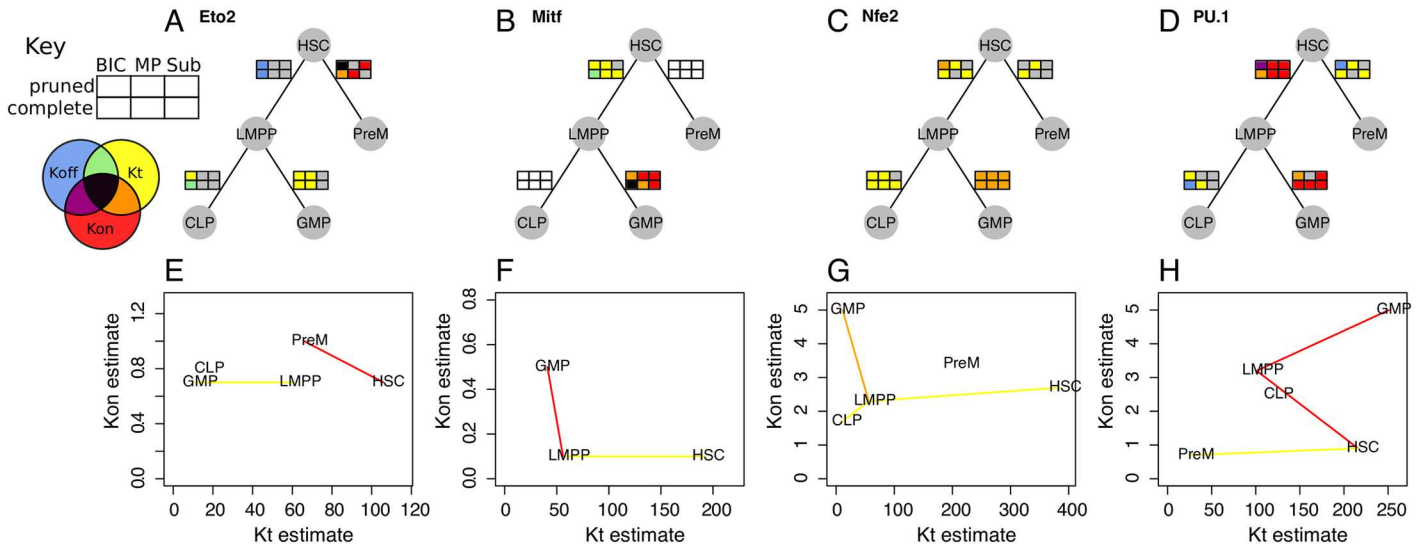 A Eto2
B Mitf
C Nfe2
D PU.1
Key
BIC MP Sub
pruned
complete
Koff
Kt
Kon
HSC
LMPP
PreM
CLP
GMP
HSC
LMPP
PreM
CLP
GMP
HSC
LMPP
PreM
CLP
GMP
HSC
LMPP
PreM
CLP
GMP
E
Kon estimate
0.0 0.4 0.8 1.2
PreM
CLP
GMP
LMPP
HSC
0 20 40 60 80 100 120
Kt estimate
F
Kon estimate
0.0 0.2 0.4 0.6 0.8
GMP
LMPP
HSC
0 50 100 150 200
Kt estimate
G
Kon estimate
0 1 2 3 4 5
GMP
PreM
LMPP
HSC
CLP
0 100 200 300 400
Kt estimate
H
Kon estimate
0 1 2 3 4 5
GMP
LMPP
CLP
HSC
PreM
0 50 100 150 200 250
Kt estimate